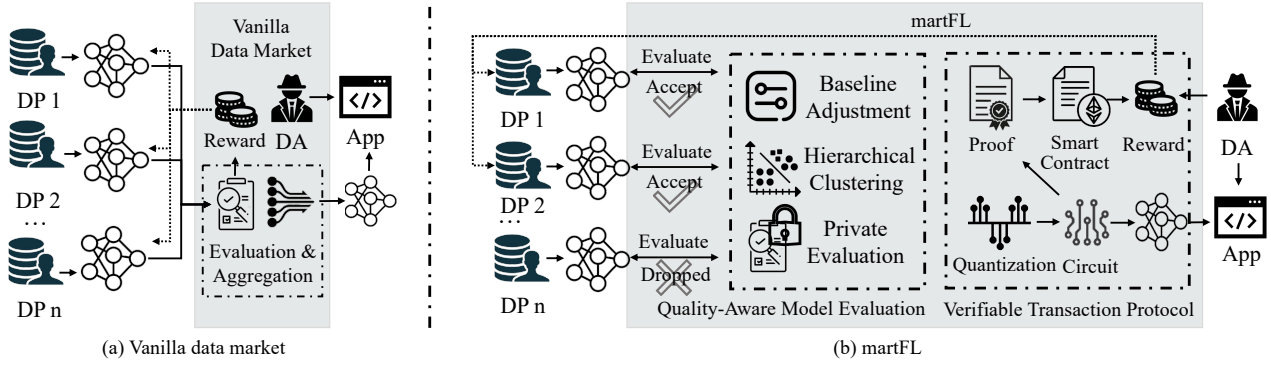 Vanilla
Data Market
DP 1
DP 2
...
DP n
Reward
DA
App
Evaluation &
Aggregation
(a) Vanilla data market
martFL
DP 1
DP 2
...
DP n
Evaluate
Accept
Evaluate
Accept
Evaluate
Dropped
Baseline
Adjustment
Hierarchical
Clustering
Private
Evaluation
Quality-Aware Model Evaluation
Proof
Smart
Contract
Reward
Quantization
Circuit
Verifiable Transaction Protocol
DA
App
(b) martFL